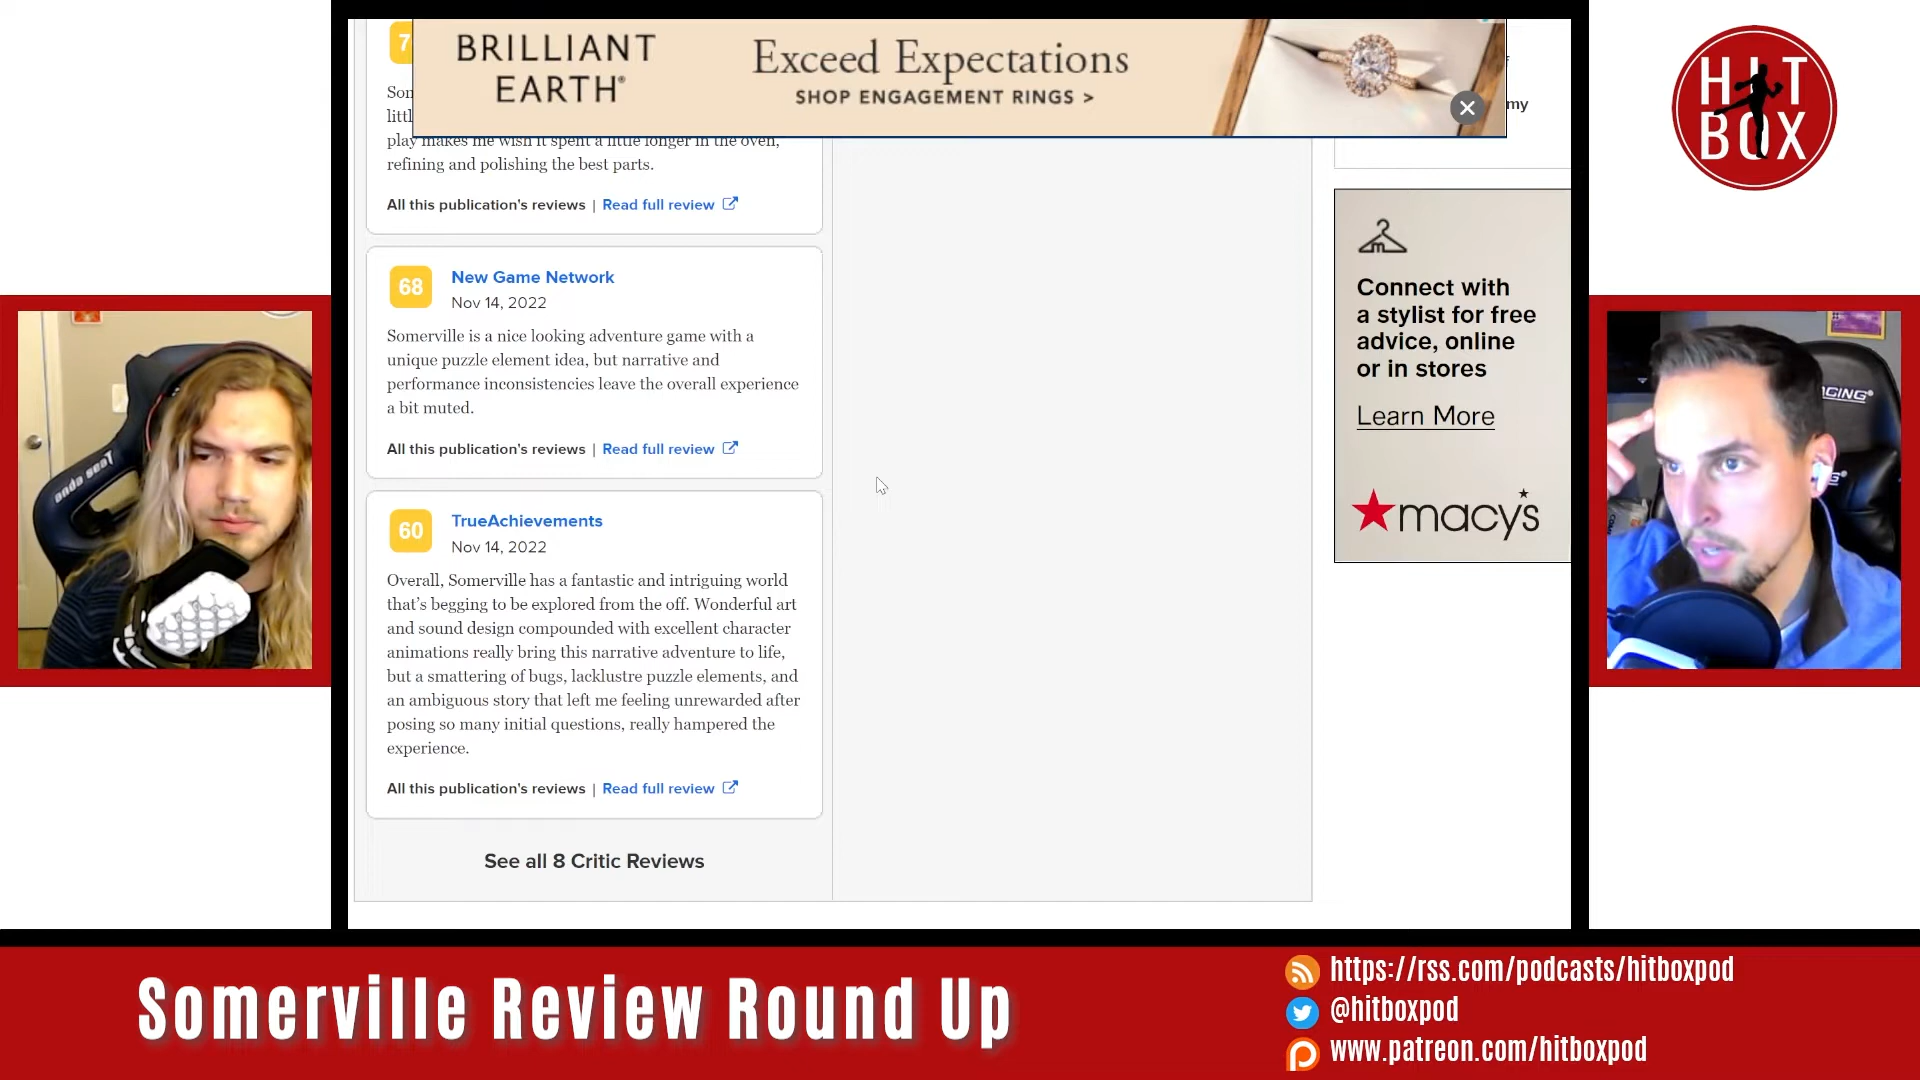 BRILLIANT
EARTH®
Exceed Expectations
SHOP ENGAGEMENT RINGS >
HIT
BOX
7
Som
littl
play makes me wish it spent a little longer in the oven,
refining and polishing the best parts.
All this publication's reviews | Read full review
68
New Game Network
Nov 14, 2022
Somerville is a nice looking adventure game with a
unique puzzle element idea, but narrative and
performance inconsistencies leave the overall experience
a bit muted.
All this publication's reviews | Read full review
60
TrueAchievements
Nov 14, 2022
Overall, Somerville has a fantastic and intriguing world
that's begging to be explored from the off. Wonderful art
and sound design compounded with excellent character
animations really bring this narrative adventure to life,
but a smattering of bugs, lacklustre puzzle elements, and
an ambiguous story that left me feeling unrewarded after
posing so many initial questions, really hampered the
experience.
All this publication's reviews | Read full review
See all 8 Critic Reviews
my
Connect with
a stylist for free
advice, online
or in stores
Learn More
macys
anda seaT
CING®
Somerville Review Round Up
https://rss.com/podcasts/hitboxpod
@hitboxpod
www.patreon.com/hitboxpod